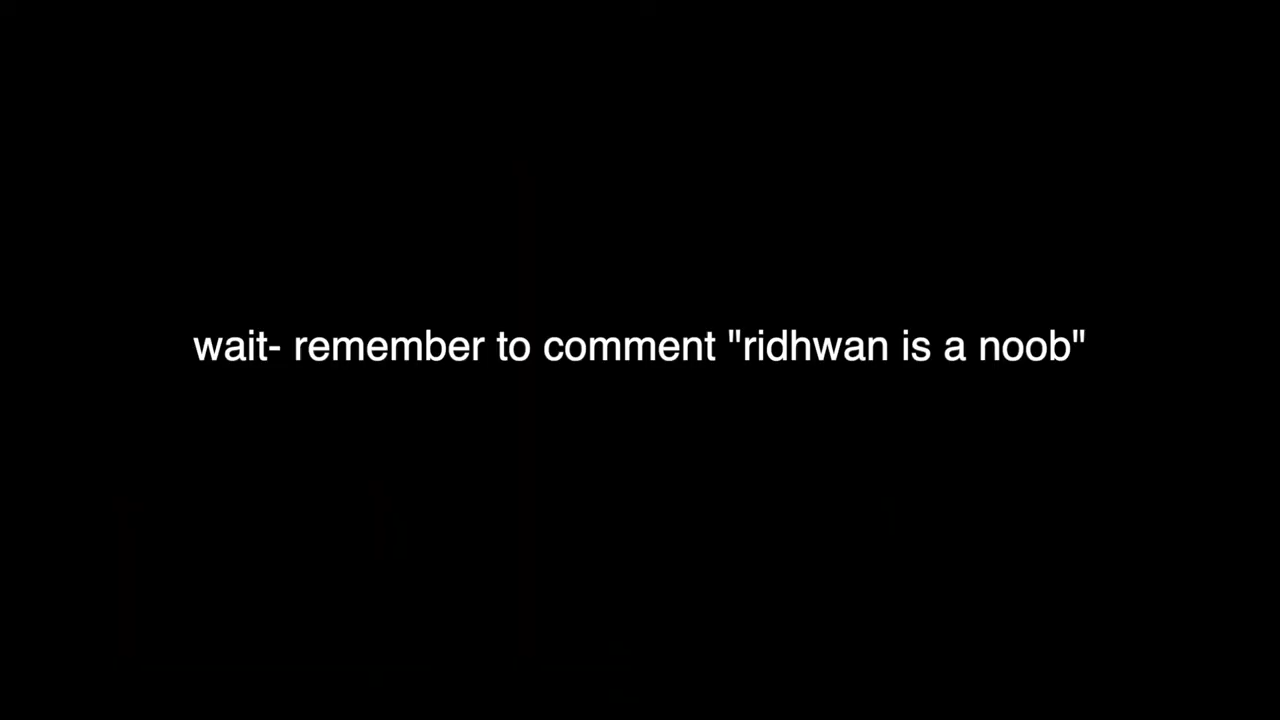 wait- remember to comment "ridhwan is a noob"